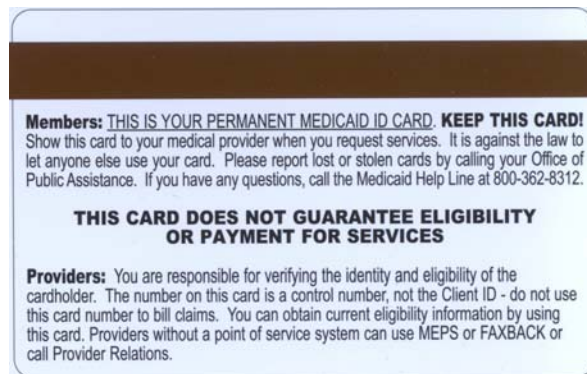 Members: THIS IS YOUR PERMANENT MEDICAID ID CARD. KEEP THIS CARD!
Show this card to your medical provider when you request services. It is against the law to
let anyone else use your card. Please report lost or stolen cards by calling your Office of
Public Assistance. If you have any questions, call the Medicaid Help Line at 800-362-8312.
THIS CARD DOES NOT GUARANTEE ELIGIBILITY
OR PAYMENT FOR SERVICES
Providers: You are responsible for verifying the identity and eligibility of the
cardholder. The number on this card is a control number, not the Client ID - do not use
this card number to bill claims. You can obtain current eligibility information by using
this card. Providers without a point of service system can use MEPS or FAXBACK or
call Provider Relations.